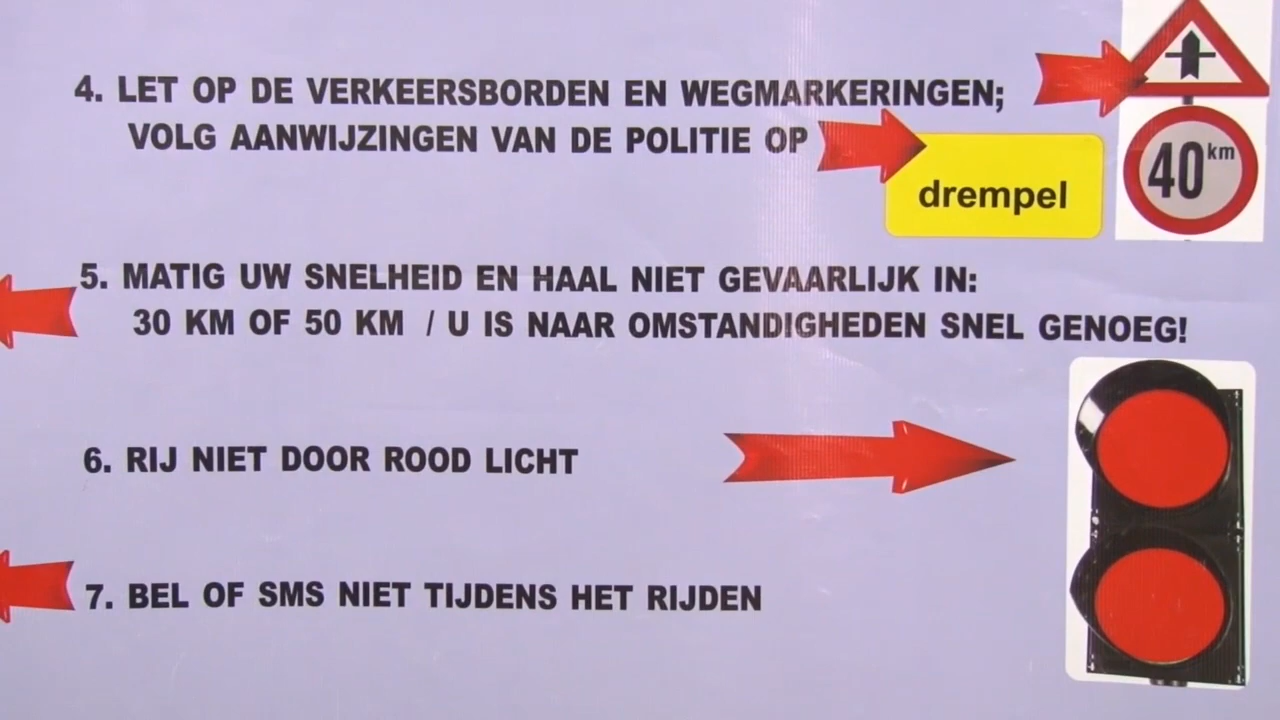 4. LET OP DE VERKEERSBORDEN EN WEGMARKERINGEN;
VOLG AANWIJZINGEN VAN DE POLITIE OP
drempel
40 km
5. MATIG UW SNELHEID EN HAAL NIET GEVAARLIJK IN:
30 KM OF 50 KM / U IS NAAR OMSTANDIGHEDEN SNEL GENOEG!
6. RIJ NIET DOOR ROOD LICHT
7. BEL OF SMS NIET TIJDENS HET RIJDEN